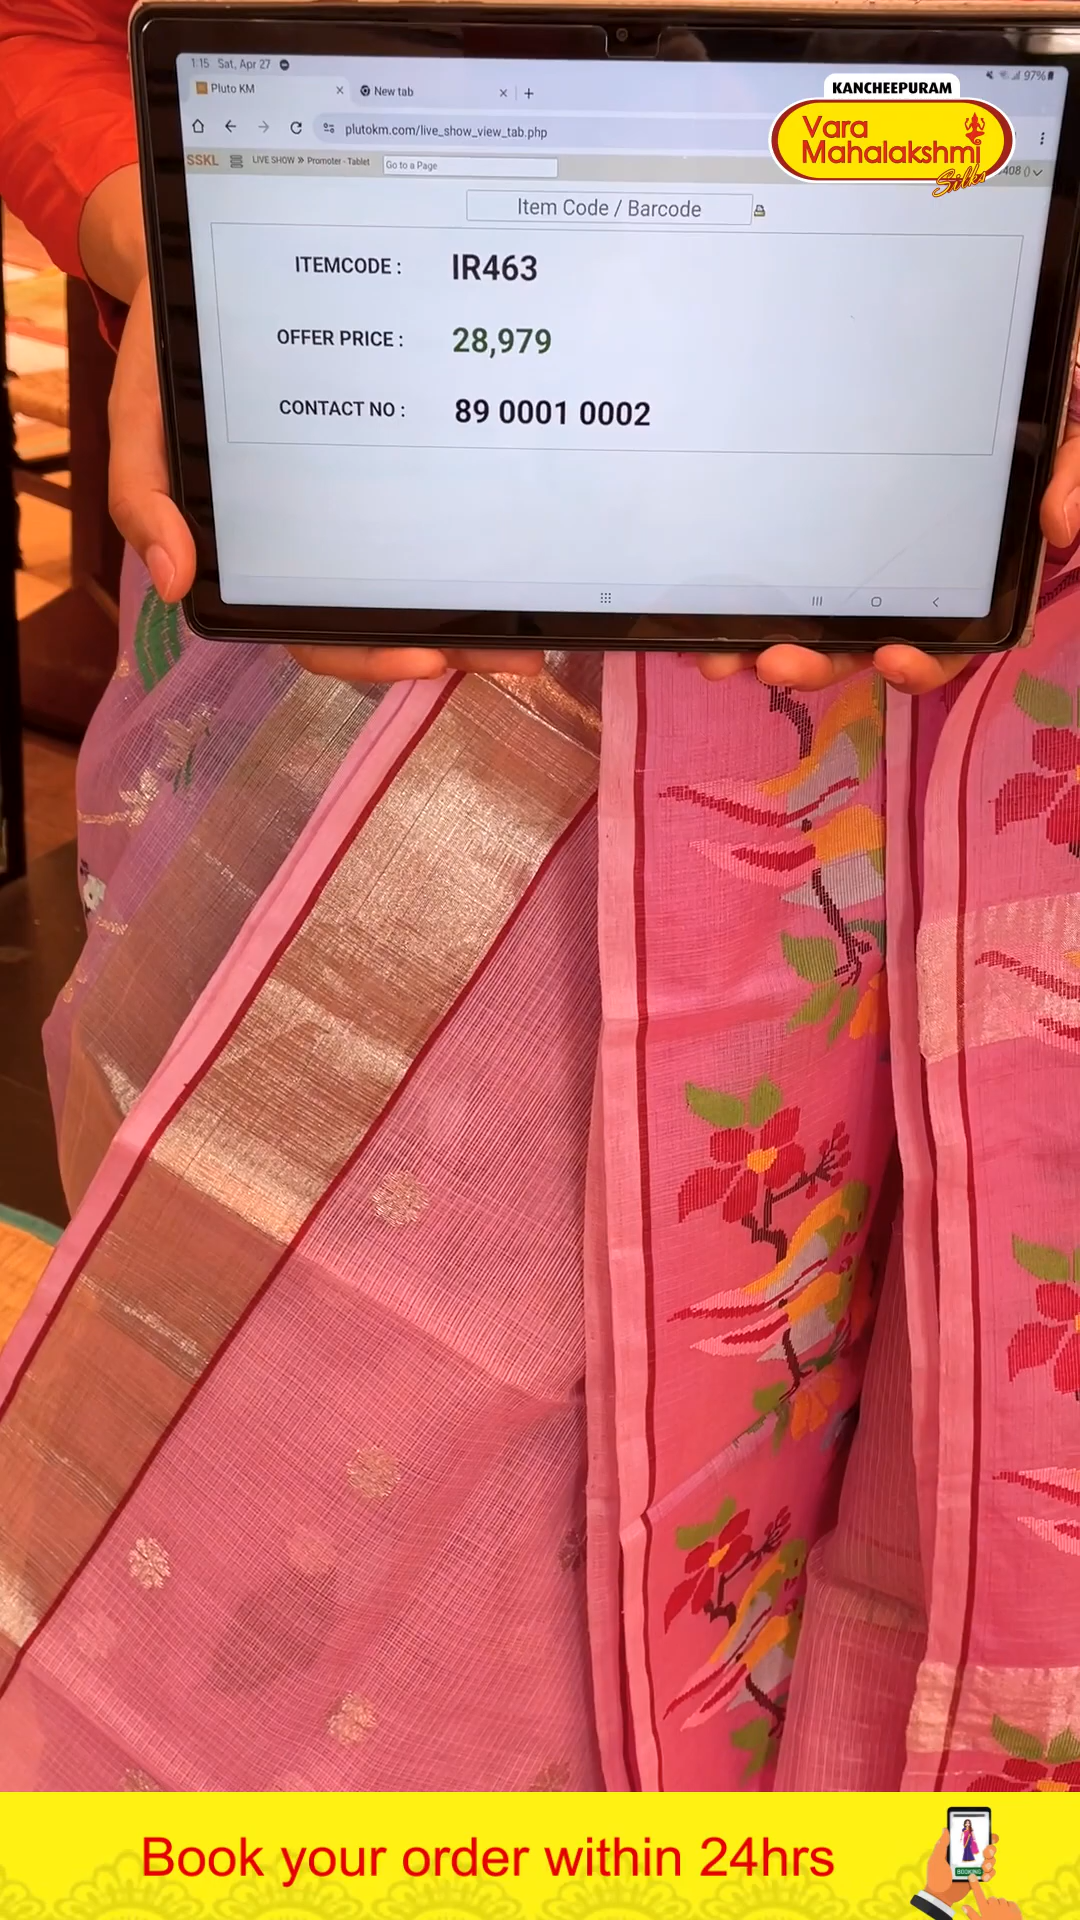 1:15 Sat, Apr 27
97%
Pluto KM
New tab
plutokm.com/live_show_view_tab.php
KANCHEEPURAM
Vara
Mahalakshmi
Silks
SSKL
LIVE SHOW » Promoter - Tablet
Go to a Page
408 ()
Item Code / Barcode
ITEMCODE : IR463
OFFER PRICE : 28,979
CONTACT NO : 89 0001 0002
Book your order within 24hrs
BOOKING